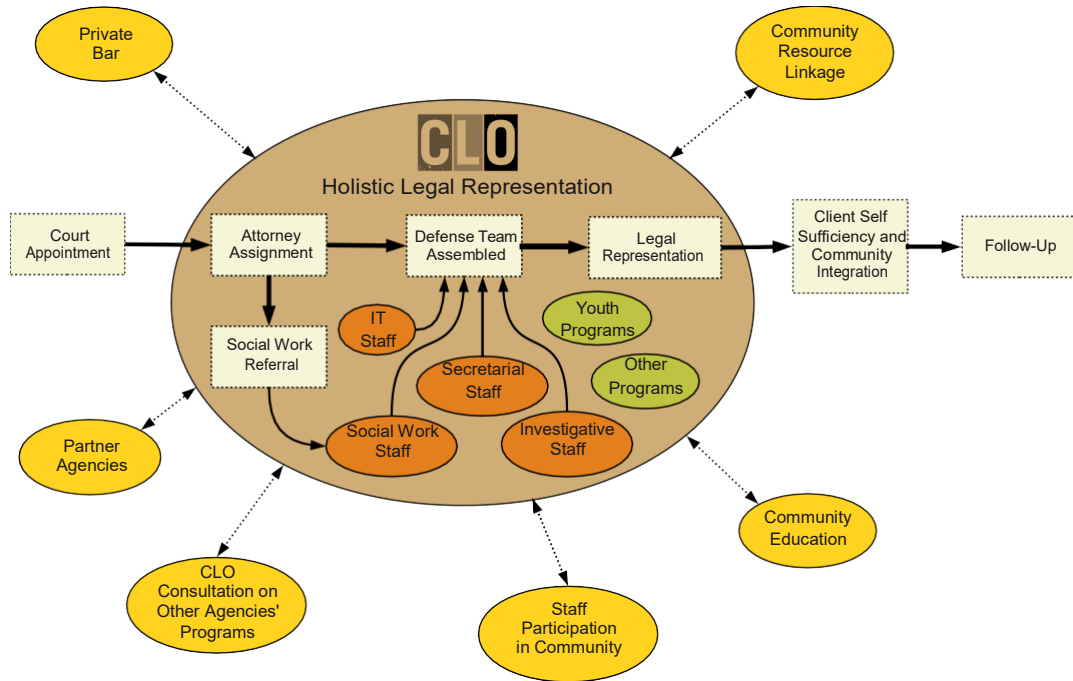 Private
Bar
Community
Resource
Linkage
CLO
Holistic Legal Representation
Court
Appointment
Attorney
Assignment
Defense Team
Assembled
Legal
Representation
Client Self
Sufficiency and
Community
Integration
Follow-Up
IT
Staff
Youth
Programs
Social Work
Referral
Secretarial
Staff
Other
Programs
Social Work
Staff
Investigative
Staff
Partner
Agencies
Community
Education
CLO
Consultation on
Other Agencies'
Programs
Staff
Participation
in Community